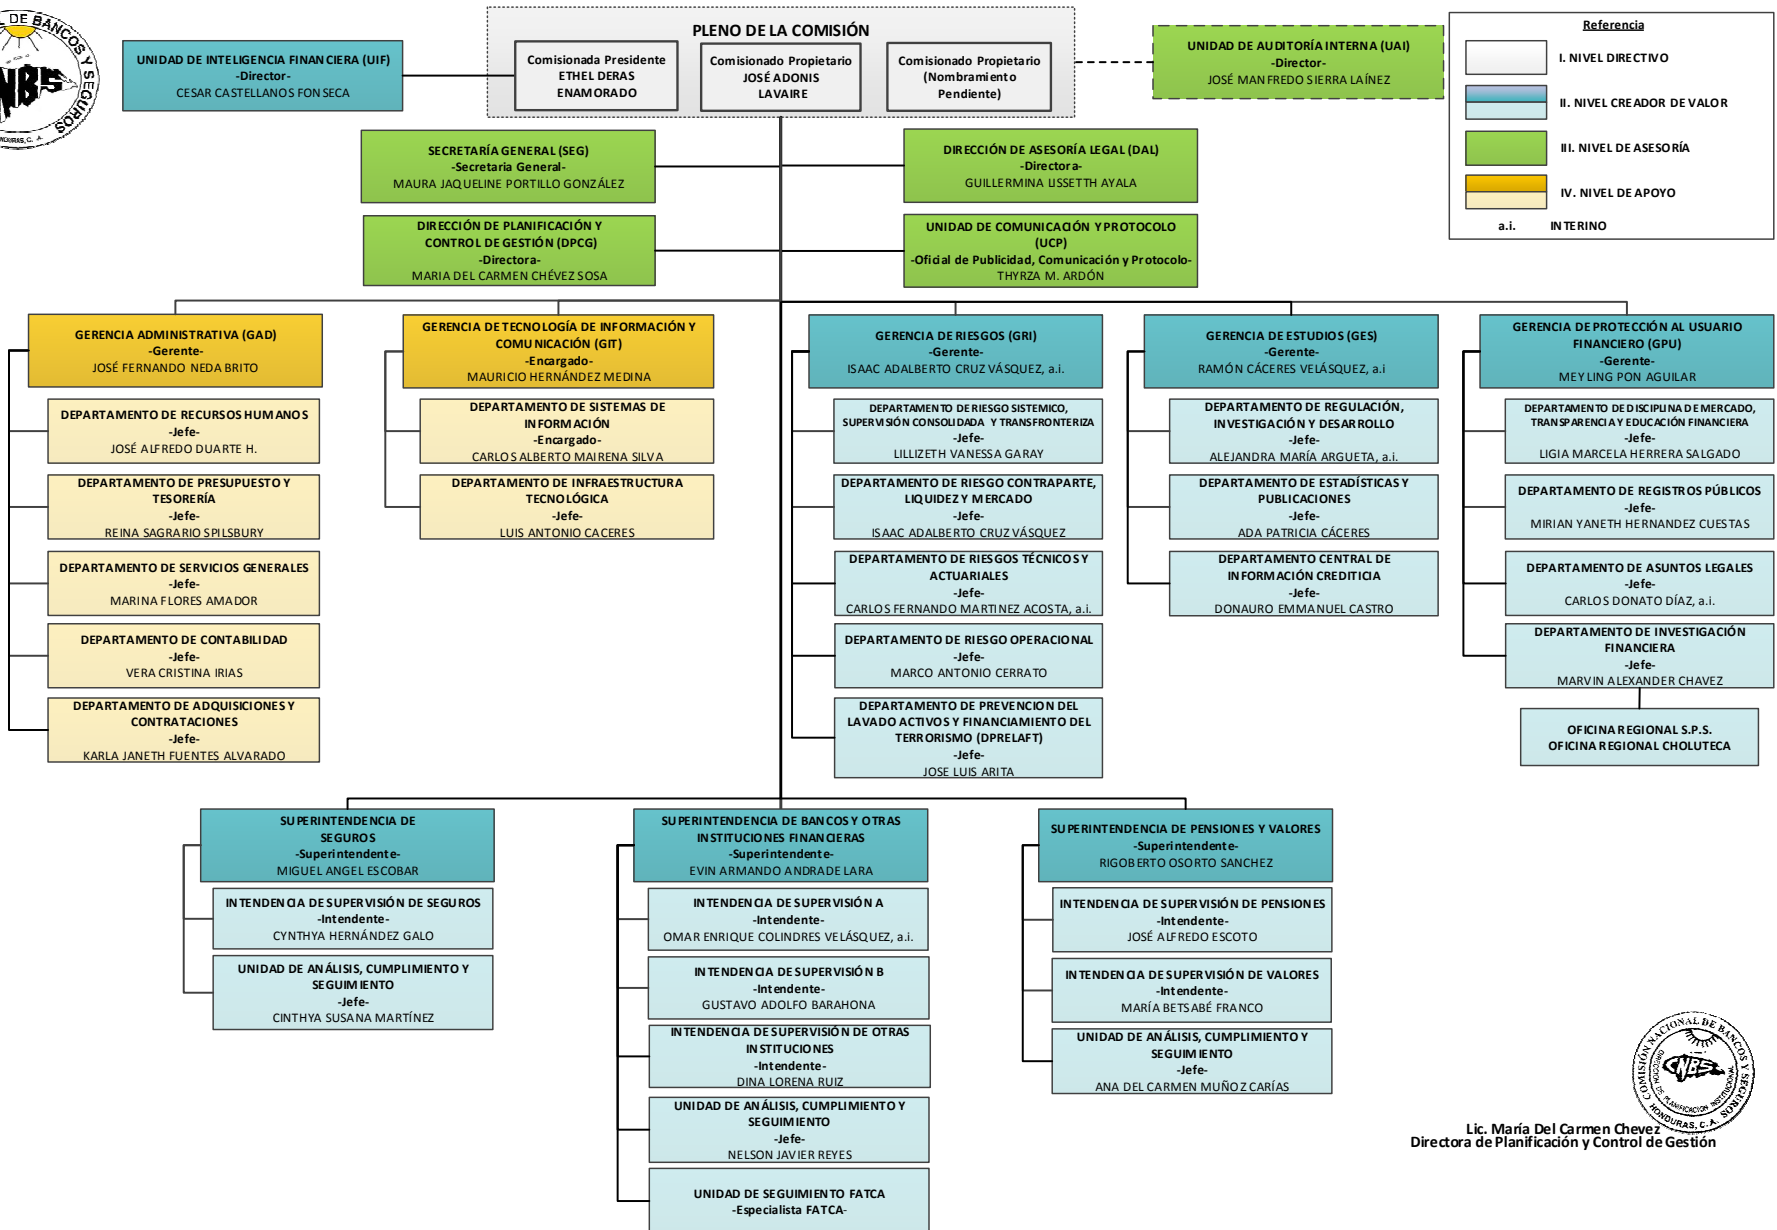 L DE BANCOS Y SEGUROS
CNBS
HONDURAS, C. A.
PLENO DE LA COMISIÓN
UNIDAD DE INTELIGENCIA FINANCIERA (UIF)
-Director-
CESAR CASTELLANOS FONSECA
Comisionada Presidente
ETHEL DERAS
ENAMORADO
Comisionado Propietario
JOSÉ ADONIS
LAVAIRE
Comisionado Propietario
(Nombramiento
Pendiente)
UNIDAD DE AUDITORÍA INTERNA (UAI)
-Director-
JOSÉ MANFREDO SIERRA LAÍNEZ
Referencia
I. NIVEL DIRECTIVO
II. NIVEL CREADOR DE VALOR
III. NIVEL DE ASESORÍA
IV. NIVEL DE APOYO
a.i. INTERINO
SECRETARÍA GENERAL (SEG)
-Secretaria General-
MAURA JAQUELINE PORTILLO GONZÁLEZ
DIRECCIÓN DE ASESORÍA LEGAL (DAL)
-Directora-
GUILLERMINA LISSETTH AYALA
DIRECCIÓN DE PLANIFICACIÓN Y
CONTROL DE GESTIÓN (DPCG)
-Directora-
MARIA DEL CARMEN CHÉVEZ SOSA
UNIDAD DE COMUNICACIÓN Y PROTOCOLO
(UCP)
-Oficial de Publicidad, Comunicación y Protocolo-
THYRZA M. ARDÓN
GERENCIA ADMINISTRATIVA (GAD)
-Gerente-
JOSÉ FERNANDO NEDA BRITO
DEPARTAMENTO DE RECURSOS HUMANOS
-Jefe-
JOSÉ ALFREDO DUARTE H.
DEPARTAMENTO DE PRESUPUESTO Y
TESORERÍA
-Jefe-
REINA SAGRARIO SPILSBURY
DEPARTAMENTO DE SERVICIOS GENERALES
-Jefe-
MARINA FLORES AMADOR
DEPARTAMENTO DE CONTABILIDAD
-Jefe-
VERA CRISTINA IRIAS
DEPARTAMENTO DE ADQUISICIONES Y
CONTRATACIONES
-Jefe-
KARLA JANETH FUENTES ALVARADO
GERENCIA DE TECNOLOGÍA DE INFORMACIÓN Y
COMUNICACIÓN (GIT)
-Encargado-
MAURICIO HERNÁNDEZ MEDINA
DEPARTAMENTO DE SISTEMAS DE
INFORMACIÓN
-Encargado-
CARLOS ALBERTO MAIRENA SILVA
DEPARTAMENTO DE INFRAESTRUCTURA
TECNOLÓGICA
-Jefe-
LUIS ANTONIO CACERES
GERENCIA DE RIESGOS (GRI)
-Gerente-
ISAAC ADALBERTO CRUZ VÁSQUEZ, a.i.
DEPARTAMENTO DE RIESGO SISTEMICO,
SUPERVISIÓN CONSOLIDADA Y TRANSFRONTERIZA
-Jefe-
LILLIZETH VANESSA GARAY
DEPARTAMENTO DE RIESGO CONTRAPARTE,
LIQUIDEZ Y MERCADO
-Jefe-
ISAAC ADALBERTO CRUZ VÁSQUEZ
DEPARTAMENTO DE RIESGOS TÉCNICOS Y
ACTUARIALES
-Jefe-
CARLOS FERNANDO MARTINEZ ACOSTA, a.i.
DEPARTAMENTO DE RIESGO OPERACIONAL
-Jefe-
MARCO ANTONIO CERRATO
DEPARTAMENTO DE PREVENCION DEL
LAVADO ACTIVOS Y FINANCIAMIENTO DEL
TERRORISMO (DPRELAFT)
-Jefe-
JOSE LUIS ARITA
GERENCIA DE ESTUDIOS (GES)
-Gerente-
RAMÓN CÁCERES VELÁSQUEZ, a.i
DEPARTAMENTO DE REGULACIÓN,
INVESTIGACIÓN Y DESARROLLO
-Jefe-
ALEJANDRA MARÍA ARGUETA, a.i.
DEPARTAMENTO DE ESTADÍSTICAS Y
PUBLICACIONES
-Jefe-
ADA PATRICIA CÁCERES
DEPARTAMENTO CENTRAL DE
INFORMACIÓN CREDITICIA
-Jefe-
DONAURO EMMANUEL CASTRO
GERENCIA DE PROTECCIÓN AL USUARIO
FINANCIERO (GPU)
-Gerente-
MEYLING PON AGUILAR
DEPARTAMENTO DE DISCIPLINA DE MERCADO,
TRANSPARENCIA Y EDUCACIÓN FINANCIERA
-Jefe-
LIGIA MARCELA HERRERA SALGADO
DEPARTAMENTO DE REGISTROS PÚBLICOS
-Jefe-
MIRIAN YANETH HERNANDEZ CUESTAS
DEPARTAMENTO DE ASUNTOS LEGALES
-Jefe-
CARLOS DONATO DÍAZ, a.i.
DEPARTAMENTO DE INVESTIGACIÓN
FINANCIERA
-Jefe-
MARVIN ALEXANDER CHAVEZ
OFICINA REGIONAL S.P.S.
OFICINA REGIONAL CHOLUTECA
SUPERINTENDENCIA DE
SEGUROS
-Superintendente-
MIGUEL ANGEL ESCOBAR
INTENDENCIA DE SUPERVISIÓN DE SEGUROS
-Intendente-
CYNTHYA HERNÁNDEZ GALO
UNIDAD DE ANÁLISIS, CUMPLIMIENTO Y
SEGUIMIENTO
-Jefe-
CINTHYA SUSANA MARTÍNEZ
SUPERINTENDENCIA DE BANCOS Y OTRAS
INSTITUCIONES FINANCIERAS
-Superintendente-
EVIN ARMANDO ANDRADE LARA
INTENDENCIA DE SUPERVISIÓN A
-Intendente-
OMAR ENRIQUE COLINDRES VELÁSQUEZ, a.i.
INTENDENCIA DE SUPERVISIÓN B
-Intendente-
GUSTAVO ADOLFO BARAHONA
INTENDENCIA DE SUPERVISIÓN DE OTRAS
INSTITUCIONES
-Intendente-
DINA LORENA RUIZ
UNIDAD DE ANÁLISIS, CUMPLIMIENTO Y
SEGUIMIENTO
-Jefe-
NELSON JAVIER REYES
UNIDAD DE SEGUIMIENTO FATCA
-Especialista FATCA-
SUPERINTENDENCIA DE PENSIONES Y VALORES
-Superintendente-
RIGOBERTO OSORTO SANCHEZ
INTENDENCIA DE SUPERVISIÓN DE PENSIONES
-Intendente-
JOSÉ ALFREDO ESCOTO
INTENDENCIA DE SUPERVISIÓN DE VALORES
-Intendente-
MARÍA BETSABÉ FRANCO
UNIDAD DE ANÁLISIS, CUMPLIMIENTO Y
SEGUIMIENTO
-Jefe-
ANA DEL CARMEN MUÑOZ CARÍAS
COMISIÓN NACIONAL DE BANCOS Y SEGUROS
CNBS
DIRECCION DE PLANIFICACION INSTITUCIONAL
HONDURAS, C. A.
Lic. María Del Carmen Chevez
Directora de Planificación y Control de Gestión